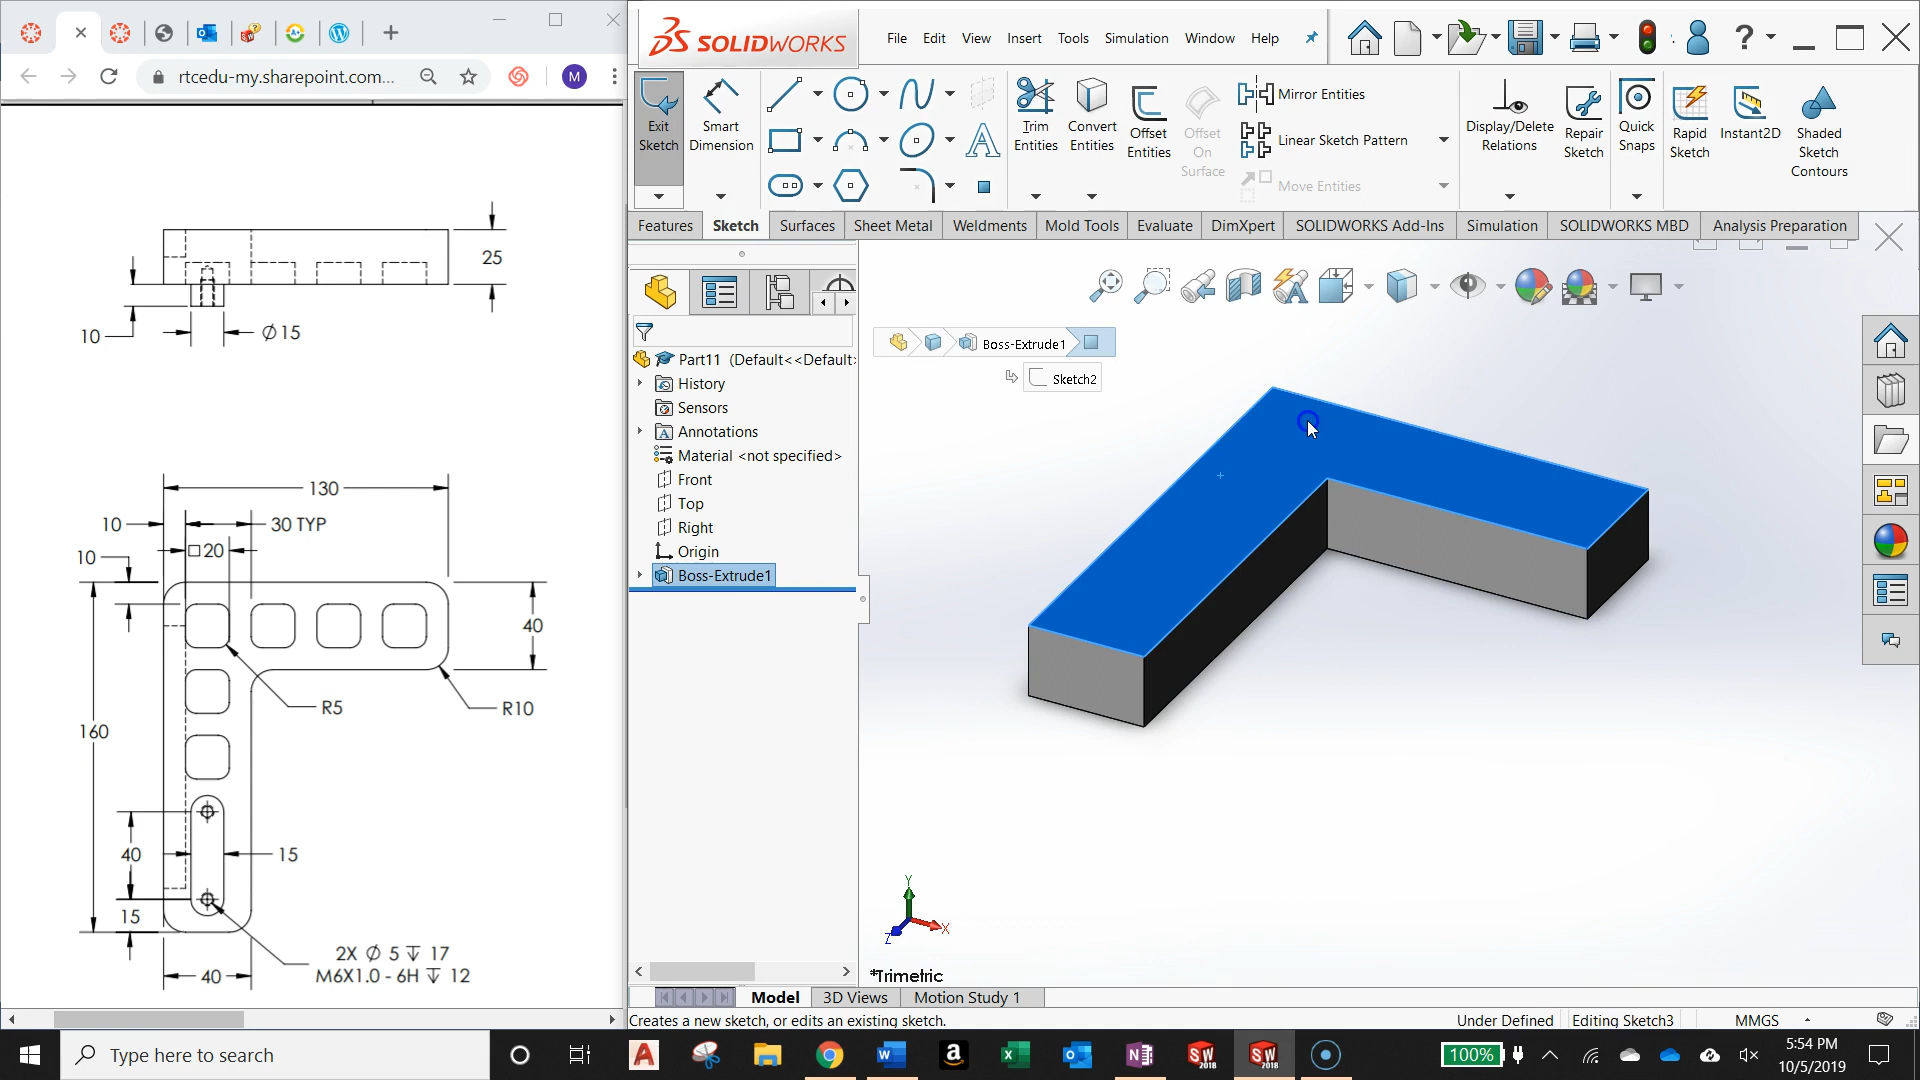 rtcedu-my.sharepoint.com...
M
SOLIDWORKS
File Edit View Insert Tools Simulation Window Help
Exit Sketch
Smart Dimension
Trim Entities
Convert Entities
Offset Entities
Offset On Surface
Mirror Entities
Linear Sketch Pattern
Move Entities
Display/Delete Relations
Repair Sketch
Quick Snaps
Rapid Sketch
Instant2D
Shaded Sketch Contours
Features Sketch Surfaces Sheet Metal Weldments Mold Tools Evaluate DimXpert SOLIDWORKS Add-Ins Simulation SOLIDWORKS MBD Analysis Preparation
25
10
Ø15
130
10
30 TYP
□20
10
40
R5
R10
160
40
15
15
2X Ø 5 ↧ 17
M6X1.0 - 6H ↧ 12
40
Part11 (Default<<Default>
History
Sensors
Annotations
Material <not specified>
Front
Top
Right
Origin
Boss-Extrude1
Boss-Extrude1
Sketch2
Y
X
Z
*Trimetric
Model 3D Views Motion Study 1
Creates a new sketch, or edits an existing sketch.
Under Defined Editing Sketch3 MMGS
Type here to search
SW 2018
SW 2018
100%
5:54 PM
10/5/2019